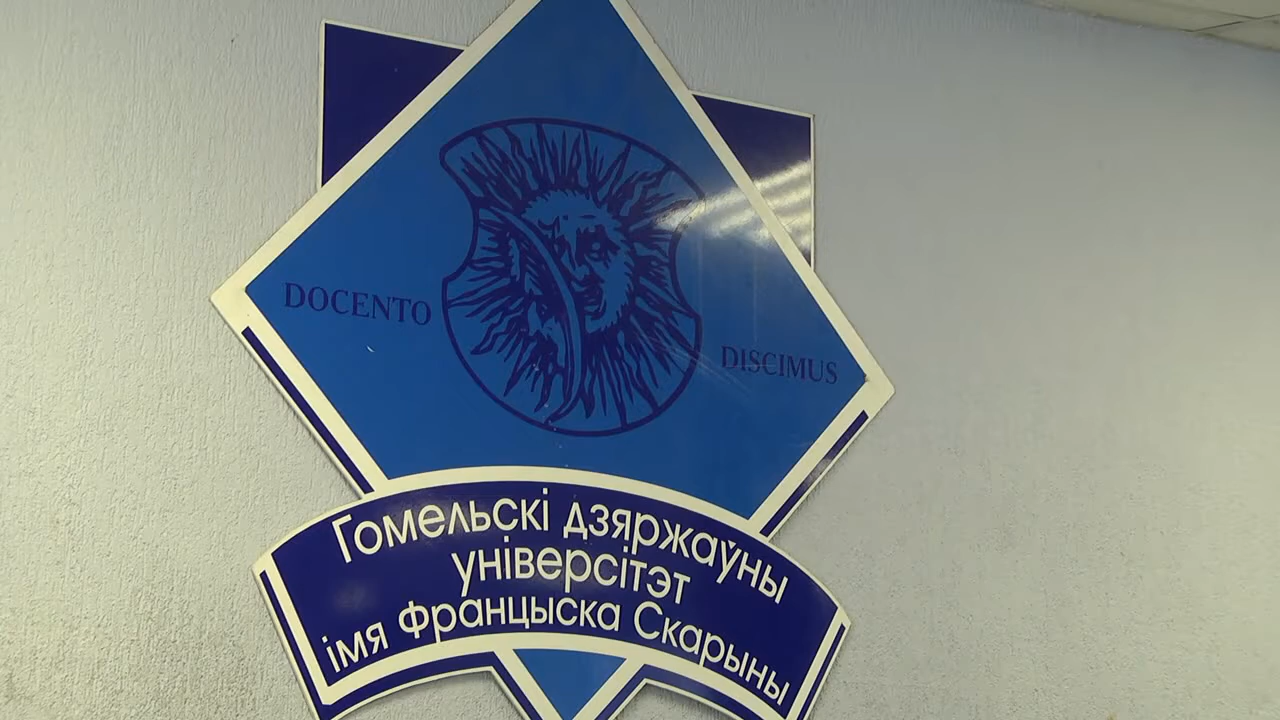 DOCENTO
DISCIMUS
Гомельскі дзяржаўны
універсітэт
імя Францыска Скарыны